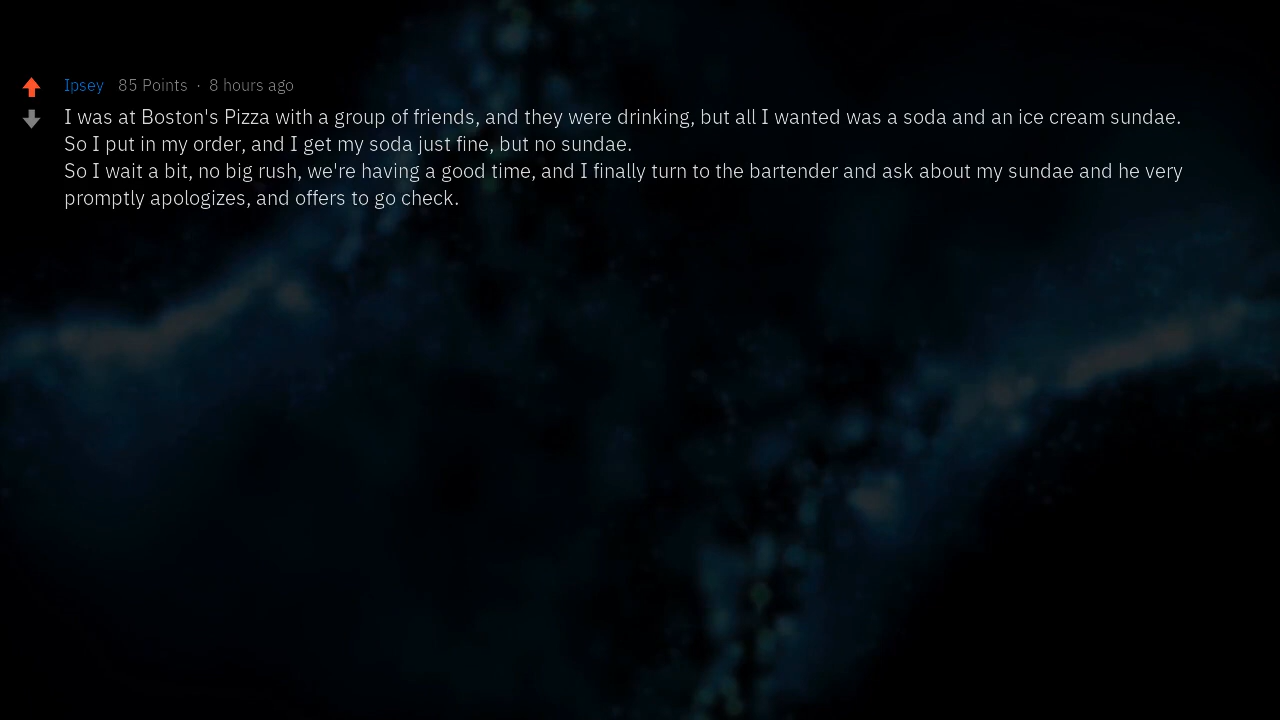 Ipsey 85 Points · 8 hours ago
I was at Boston's Pizza with a group of friends, and they were drinking, but all I wanted was a soda and an ice cream sundae.
So I put in my order, and I get my soda just fine, but no sundae.
So I wait a bit, no big rush, we're having a good time, and I finally turn to the bartender and ask about my sundae and he very
promptly apologizes, and offers to go check.